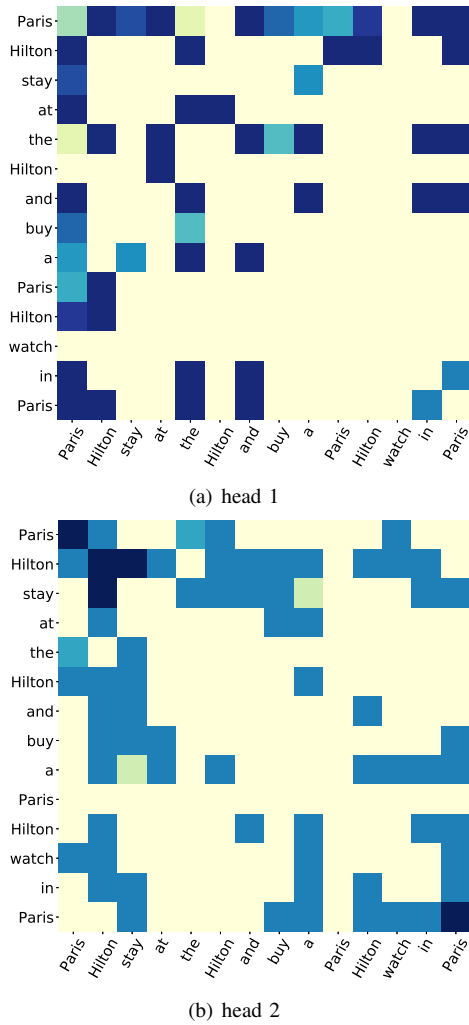 Paris
Hilton
stay
at
the
Hilton
and
buy
a
Paris
Hilton
watch
in
Paris
Paris Hilton stay at the Hilton and buy a Paris Hilton watch in Paris
(a) head 1
Paris
Hilton
stay
at
the
Hilton
and
buy
a
Paris
Hilton
watch
in
Paris
Paris Hilton stay at the Hilton and buy a Paris Hilton watch in Paris
(b) head 2